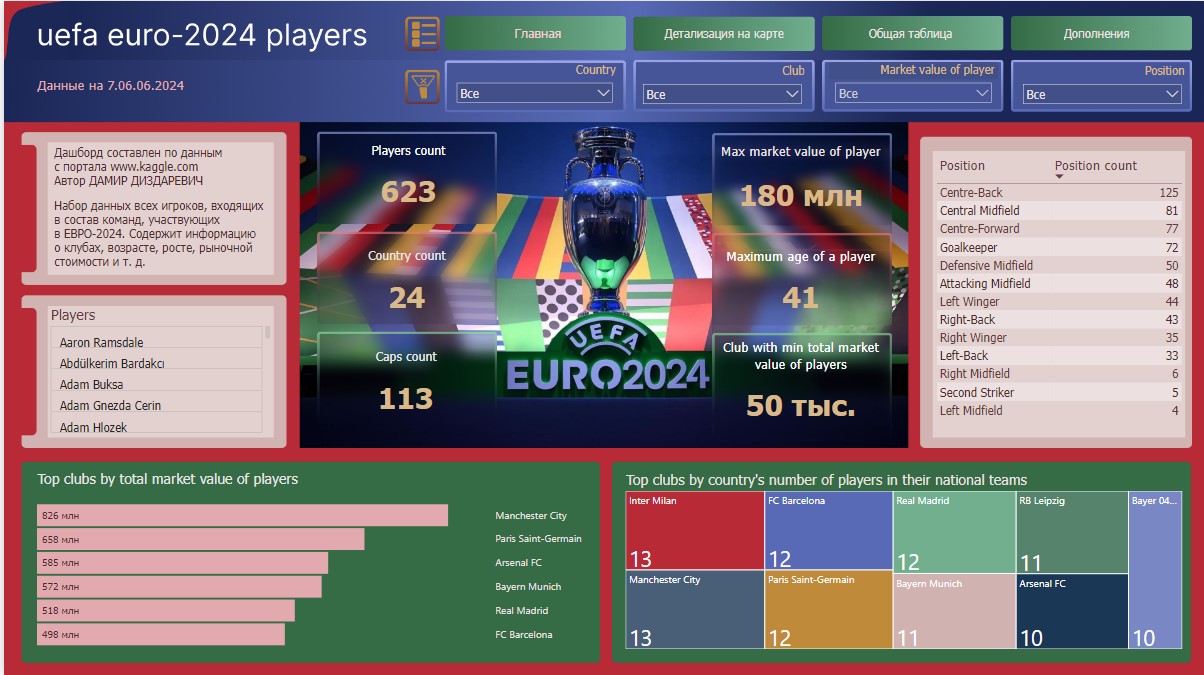 uefa euro-2024 players
Главная
Детализация на карте
Общая таблица
Дополнения
Данные на 7.06.06.2024
Country
Все
Club
Все
Market value of player
Все
Position
Все
Дашборд составлен по данным
с портала www.kaggle.com
Автор ДАМИР ДИЗДАРЕВИЧ
Набор данных всех игроков, входящих
в состав команд, участвующих
в ЕВРО-2024. Содержит информацию
о клубах, возрасте, росте, рыночной
стоимости и т. д.
Players
Aaron Ramsdale
Abdülkerim Bardakcı
Adam Buksa
Adam Gnezda Cerin
Adam Hlozek
Players count
623
Country count
24
Caps count
113
UEFA
EURO2024
Max market value of player
180 млн
Maximum age of a player
41
Club with min total market
value of players
50 тыс.
Position Position count
Centre-Back 125
Central Midfield 81
Centre-Forward 77
Goalkeeper 72
Defensive Midfield 50
Attacking Midfield 48
Left Winger 44
Right-Back 43
Right Winger 35
Left-Back 33
Right Midfield 6
Second Striker 5
Left Midfield 4
Top clubs by total market value of players
826 млн Manchester City
658 млн Paris Saint-Germain
585 млн Arsenal FC
572 млн Bayern Munich
518 млн Real Madrid
498 млн FC Barcelona
Top clubs by country's number of players in their national teams
Inter Milan
13
Manchester City
13
FC Barcelona
12
Paris Saint-Germain
12
Real Madrid
12
Bayern Munich
11
RB Leipzig
11
Arsenal FC
10
Bayer 04...
10